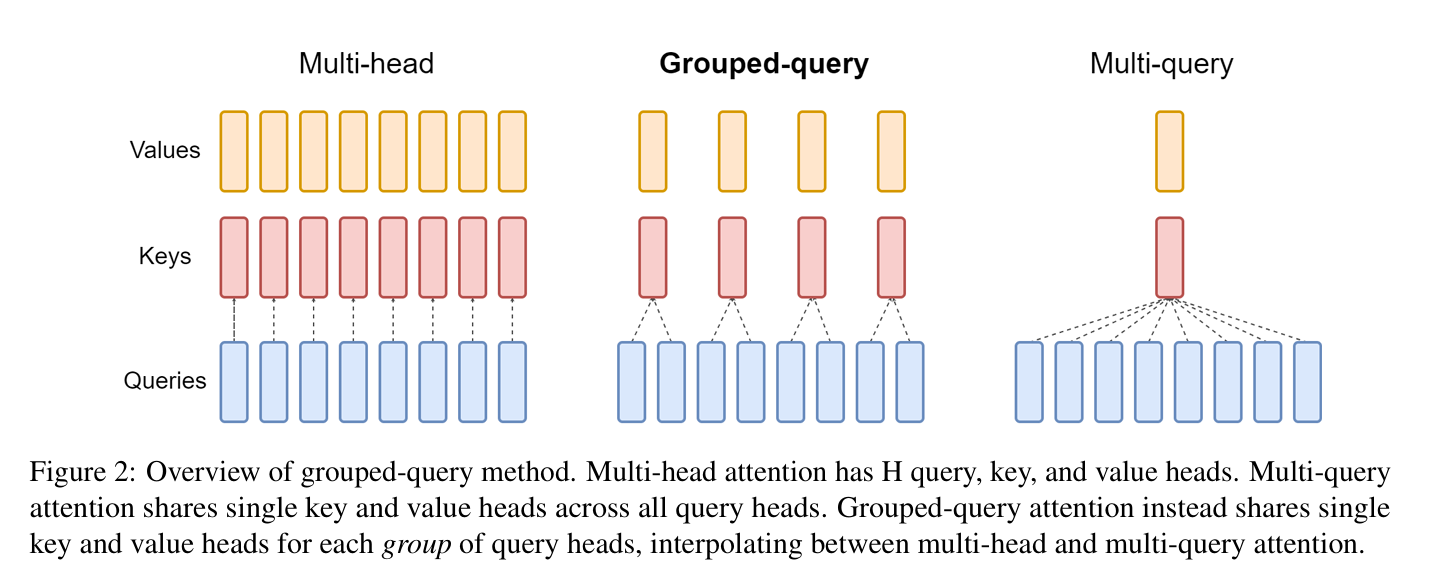 Multi-head
Grouped-query
Multi-query
Values
Keys
Queries
Figure 2: Overview of grouped-query method. Multi-head attention has H query, key, and value heads. Multi-query
attention shares single key and value heads across all query heads. Grouped-query attention instead shares single
key and value heads for each group of query heads, interpolating between multi-head and multi-query attention.